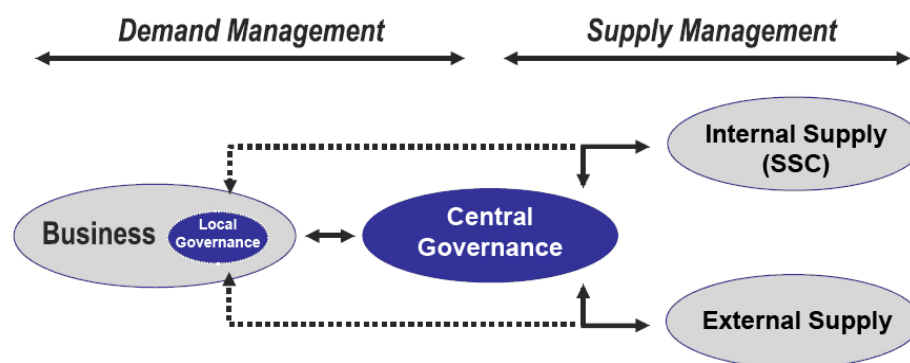 Demand Management
Supply Management
Internal Supply
(SSC)
Business
Local
Governance
Central
Governance
External Supply